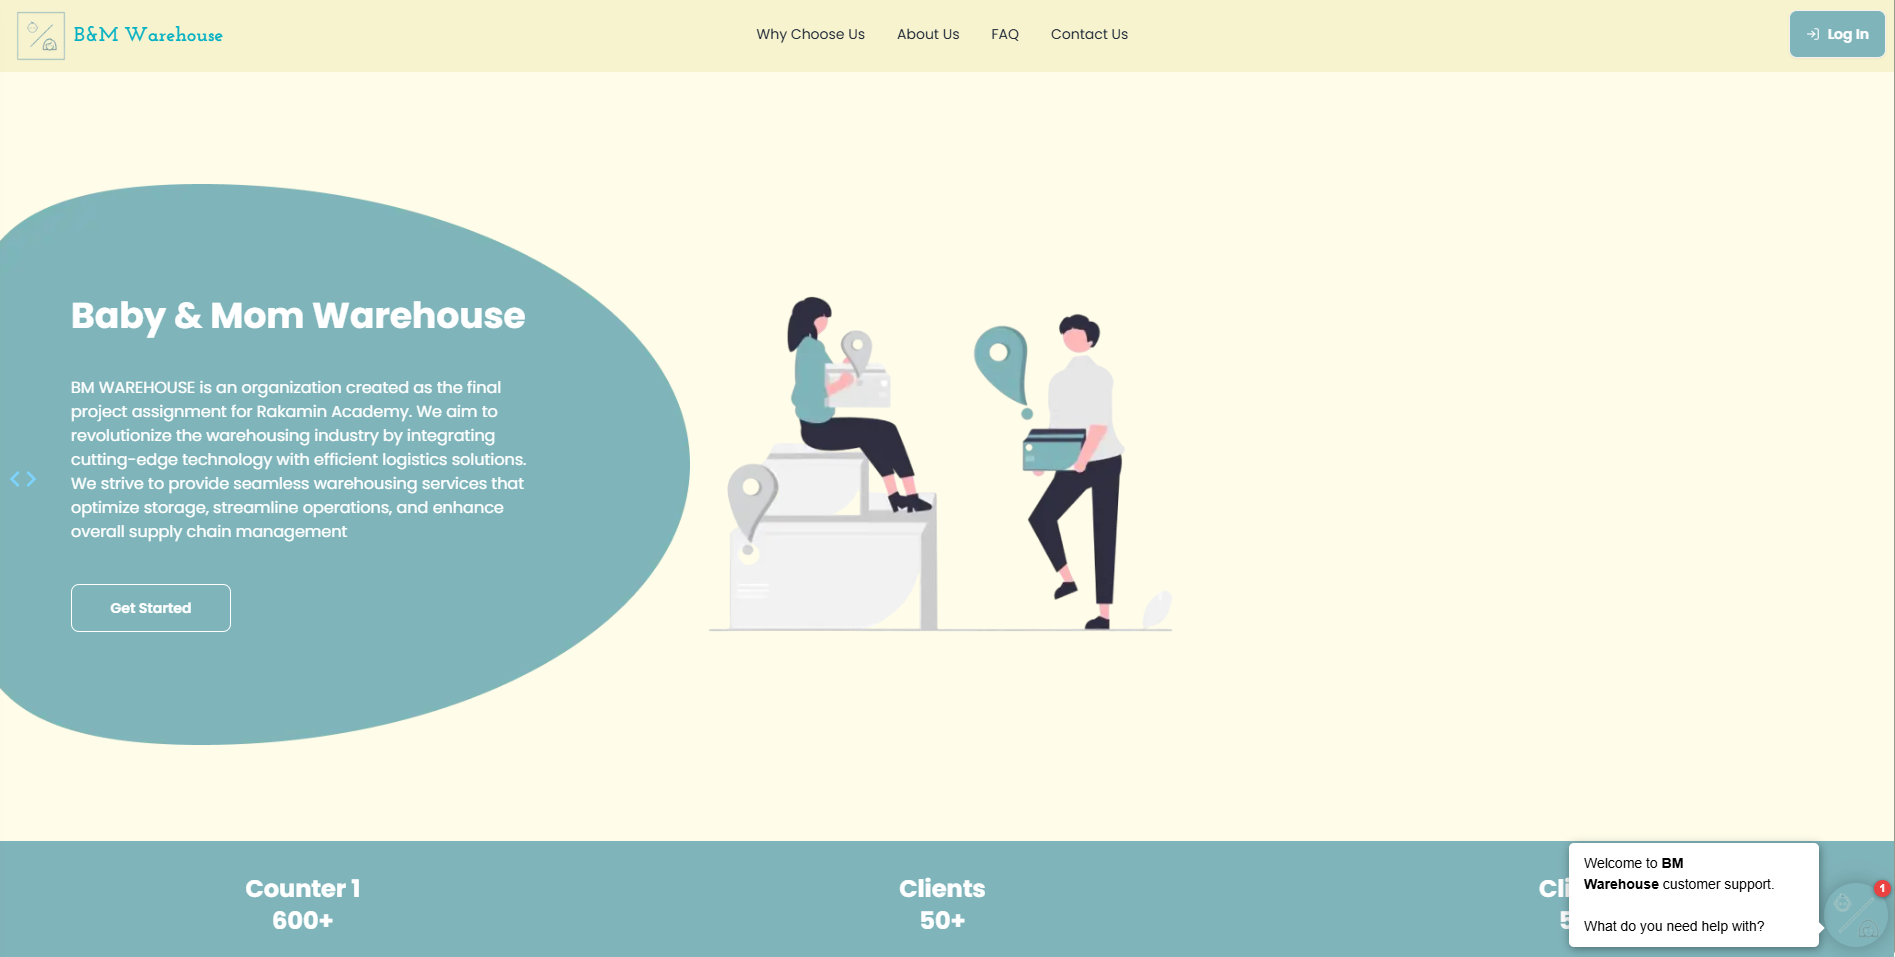 B&M Warehouse
Why Choose Us
About Us
FAQ
Contact Us
Log In
Baby & Mom Warehouse
BM WAREHOUSE is an organization created as the final
project assignment for Rakamin Academy. We aim to
revolutionize the warehousing industry by integrating
cutting-edge technology with efficient logistics solutions.
We strive to provide seamless warehousing services that
optimize storage, streamline operations, and enhance
overall supply chain management
Get Started
Counter 1
600+
Clients
50+
Welcome to BM
Warehouse customer support.
What do you need help with?
1